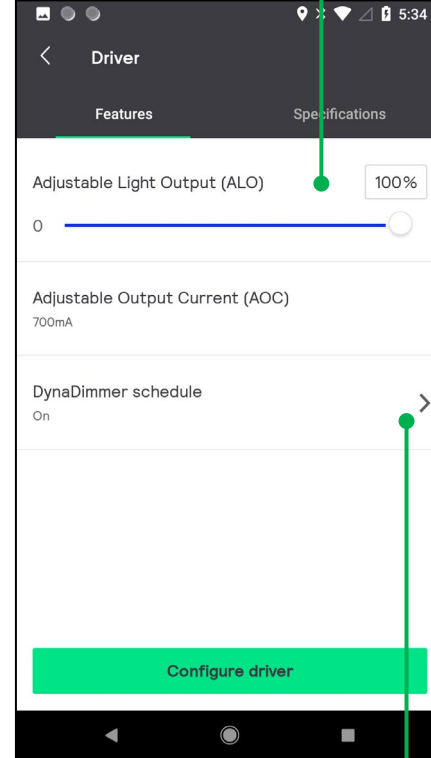 5:34
Driver
Features Specifications
Adjustable Light Output (ALO) 100%
0
Adjustable Output Current (AOC)
700mA
DynaDimmer schedule
On
Configure driver